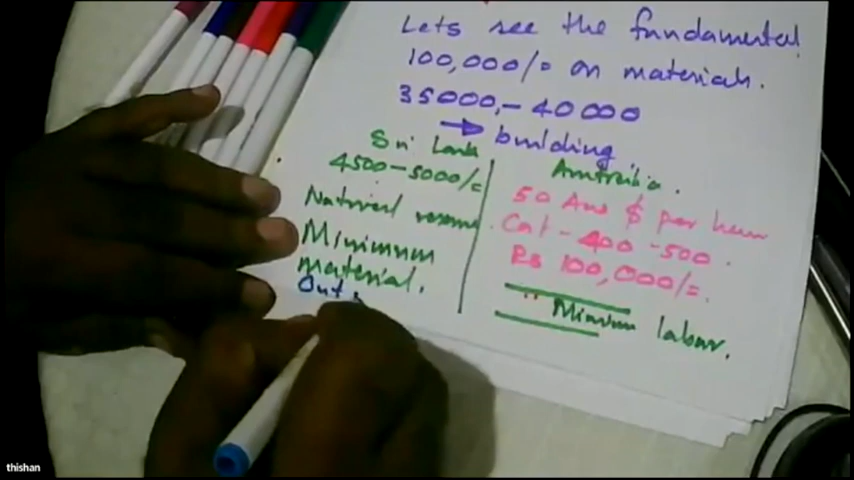 Lets see the fundamental
100,000/= on materials.
35000,- 40000
→ building
Sri Lanka
4500-5000/=
Natural
Minimum
material.
Out
Australia.
50 Aus $ per hour
Cat - 400 -500.
Rs 100,000/=.
" Minimum labour.
thishan